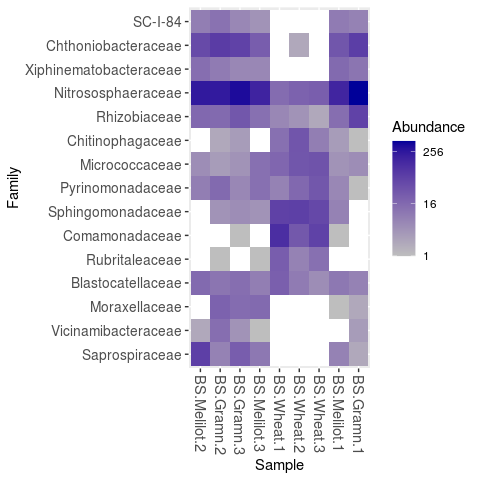 SC-I-84
Chthoniobacteraceae
Xiphinematobacteraceae
Nitrososphaeraceae
Rhizobiaceae
Chitinophagaceae
Micrococcaceae
Pyrinomonadaceae
Sphingomonadaceae
Comamonadaceae
Rubritaleaceae
Blastocatellaceae
Moraxellaceae
Vicinamibacteraceae
Saprospiraceae
Family
BS.Melilot.2
BS.Gramn.2
BS.Gramn.3
BS.Melilot.3
BS.Wheat.1
BS.Wheat.2
BS.Wheat.3
BS.Melilot.1
BS.Gramn.1
Sample
Abundance
256
16
1